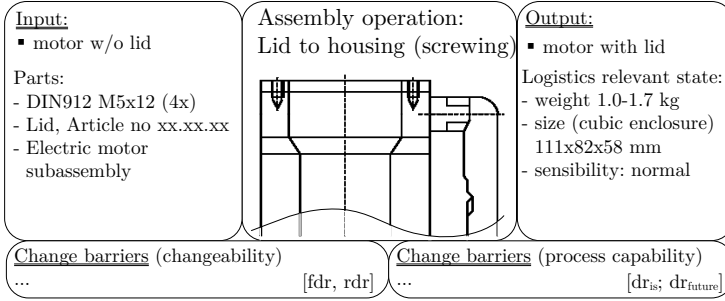 Input:
▪ motor w/o lid
Parts:
- DIN912 M5x12 (4x)
- Lid, Article no xx.xx.xx
- Electric motor
subassembly
Assembly operation:
Lid to housing (screwing)
Output:
▪ motor with lid
Logistics relevant state:
- weight 1.0-1.7 kg
- size (cubic enclosure)
111x82x58 mm
- sensibility: normal
Change barriers (changeability)
...
[fdr, rdr]
Change barriers (process capability)
...
[dr_is; dr_future]